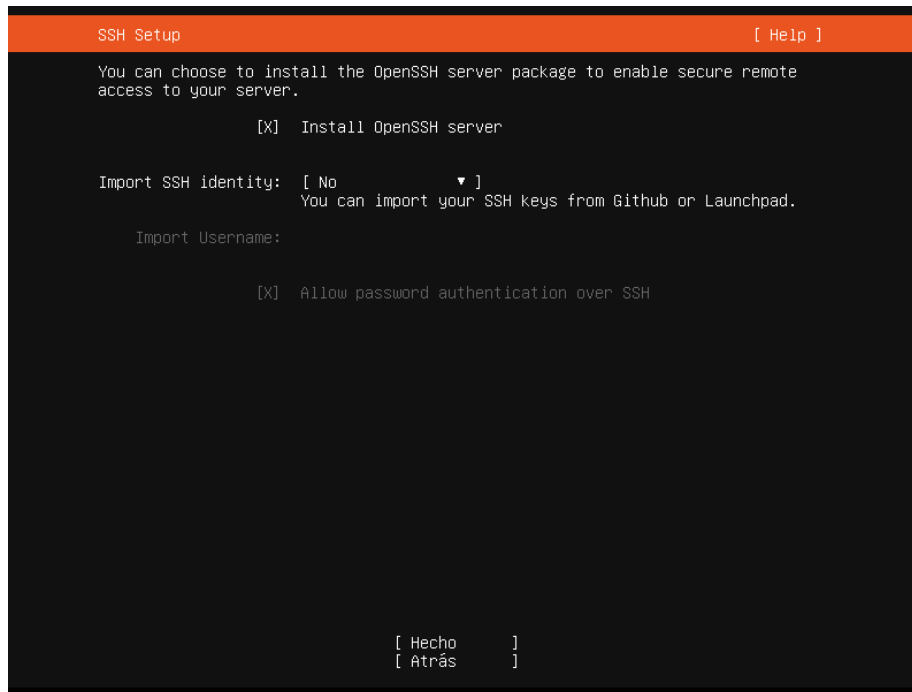 SSH Setup [ Help ]
You can choose to install the OpenSSH server package to enable secure remote
access to your server.
[X] Install OpenSSH server
Import SSH identity: [ No ▾ ]
You can import your SSH keys from Github or Launchpad.
Import Username:
[X] Allow password authentication over SSH
[ Hecho ]
[ Atrás ]